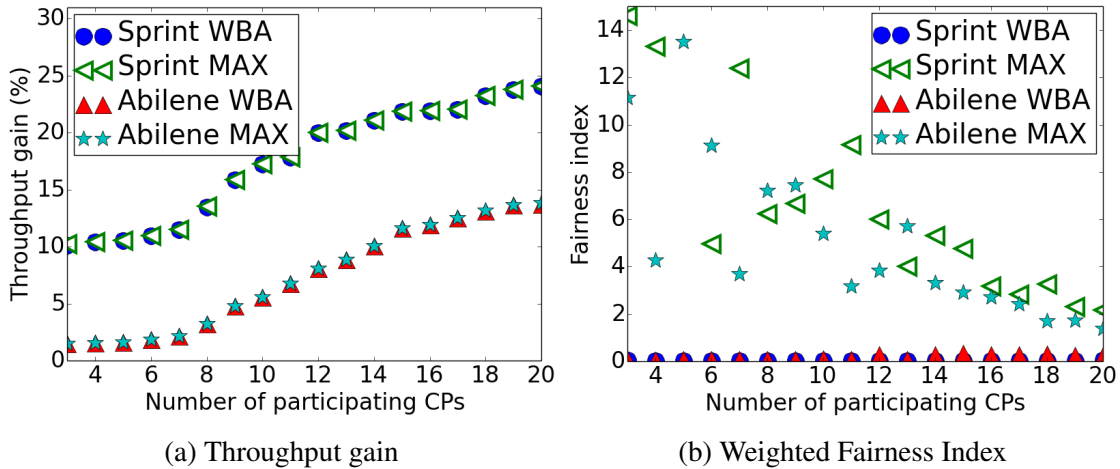 30
25
20
15
10
5
0
Throughput gain (%)
Sprint WBA
Sprint MAX
Abilene WBA
Abilene MAX
4 6 8 10 12 14 16 18 20
Number of participating CPs
(a) Throughput gain
14
12
10
8
6
4
2
0
Fairness index
Sprint WBA
Sprint MAX
Abilene WBA
Abilene MAX
4 6 8 10 12 14 16 18 20
Number of participating CPs
(b) Weighted Fairness Index